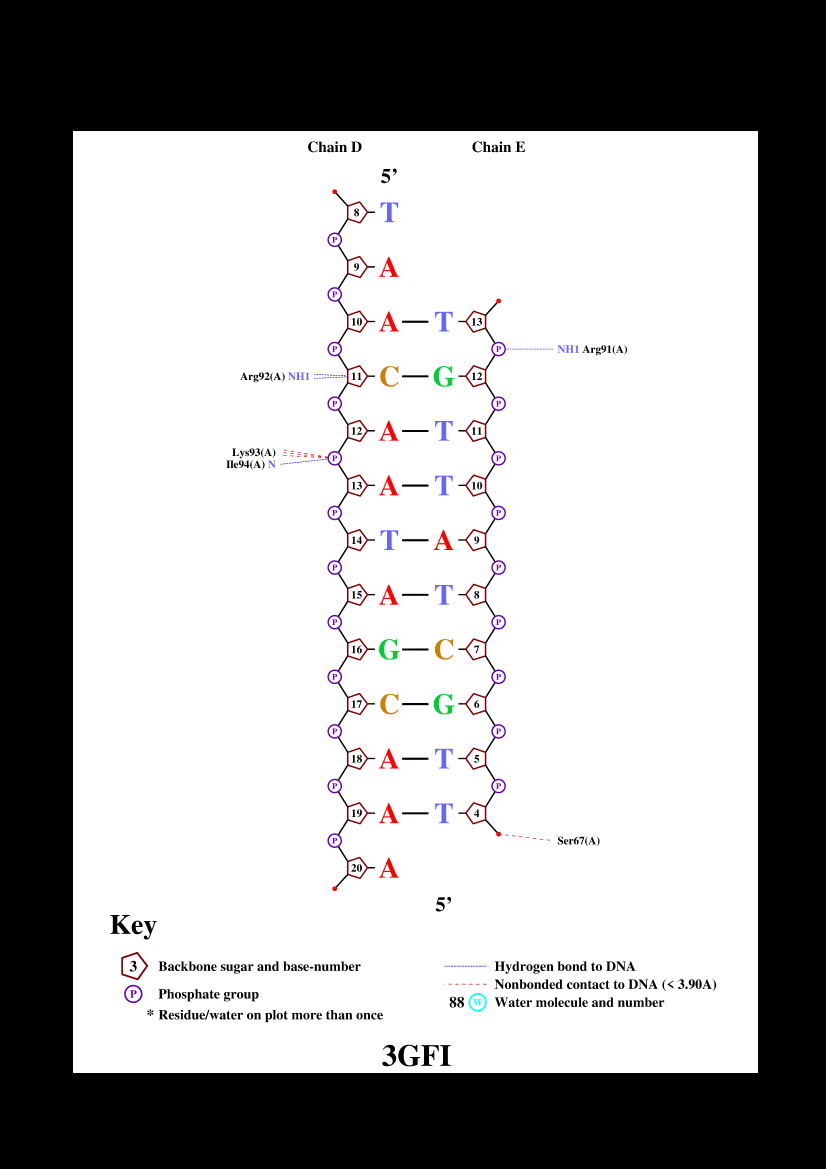 Chain D Chain E
5’
8 T
P
9 A
P
10 A T 13
P P NH1 Arg91(A)
Arg92(A) NH1 11 C G 12
P P
12 A T 11
Lys93(A)
P P
Ile94(A) N
13 A T 10
P P
14 T A 9
P P
15 A T 8
P P
16 G C 7
P P
17 C G 6
P P
18 A T 5
P P
19 A T 4
P Ser67(A)
20 A
5’
Key
3 Backbone sugar and base-number
Hydrogen bond to DNA
Nonbonded contact to DNA (< 3.90A)
P Phosphate group
88 W Water molecule and number
* Residue/water on plot more than once
3GFI